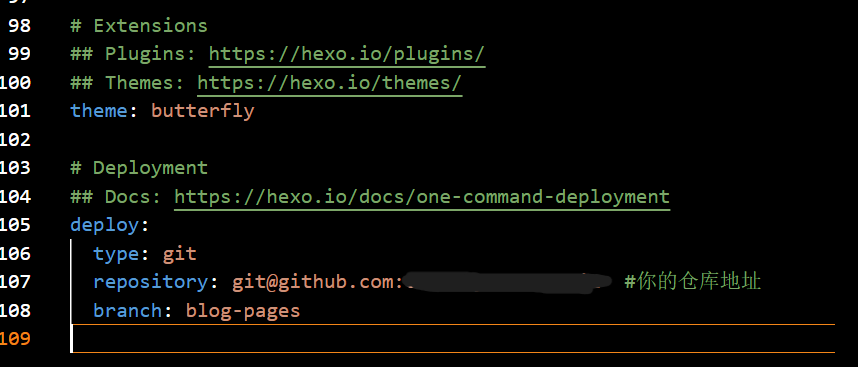 98 # Extensions
99 ## Plugins: https://hexo.io/plugins/
100 ## Themes: https://hexo.io/themes/
101 theme: butterfly
102
103 # Deployment
104 ## Docs: https://hexo.io/docs/one-command-deployment
105 deploy:
106 type: git
107 repository: git@github.com: #你的仓库地址
108 branch: blog-pages
109